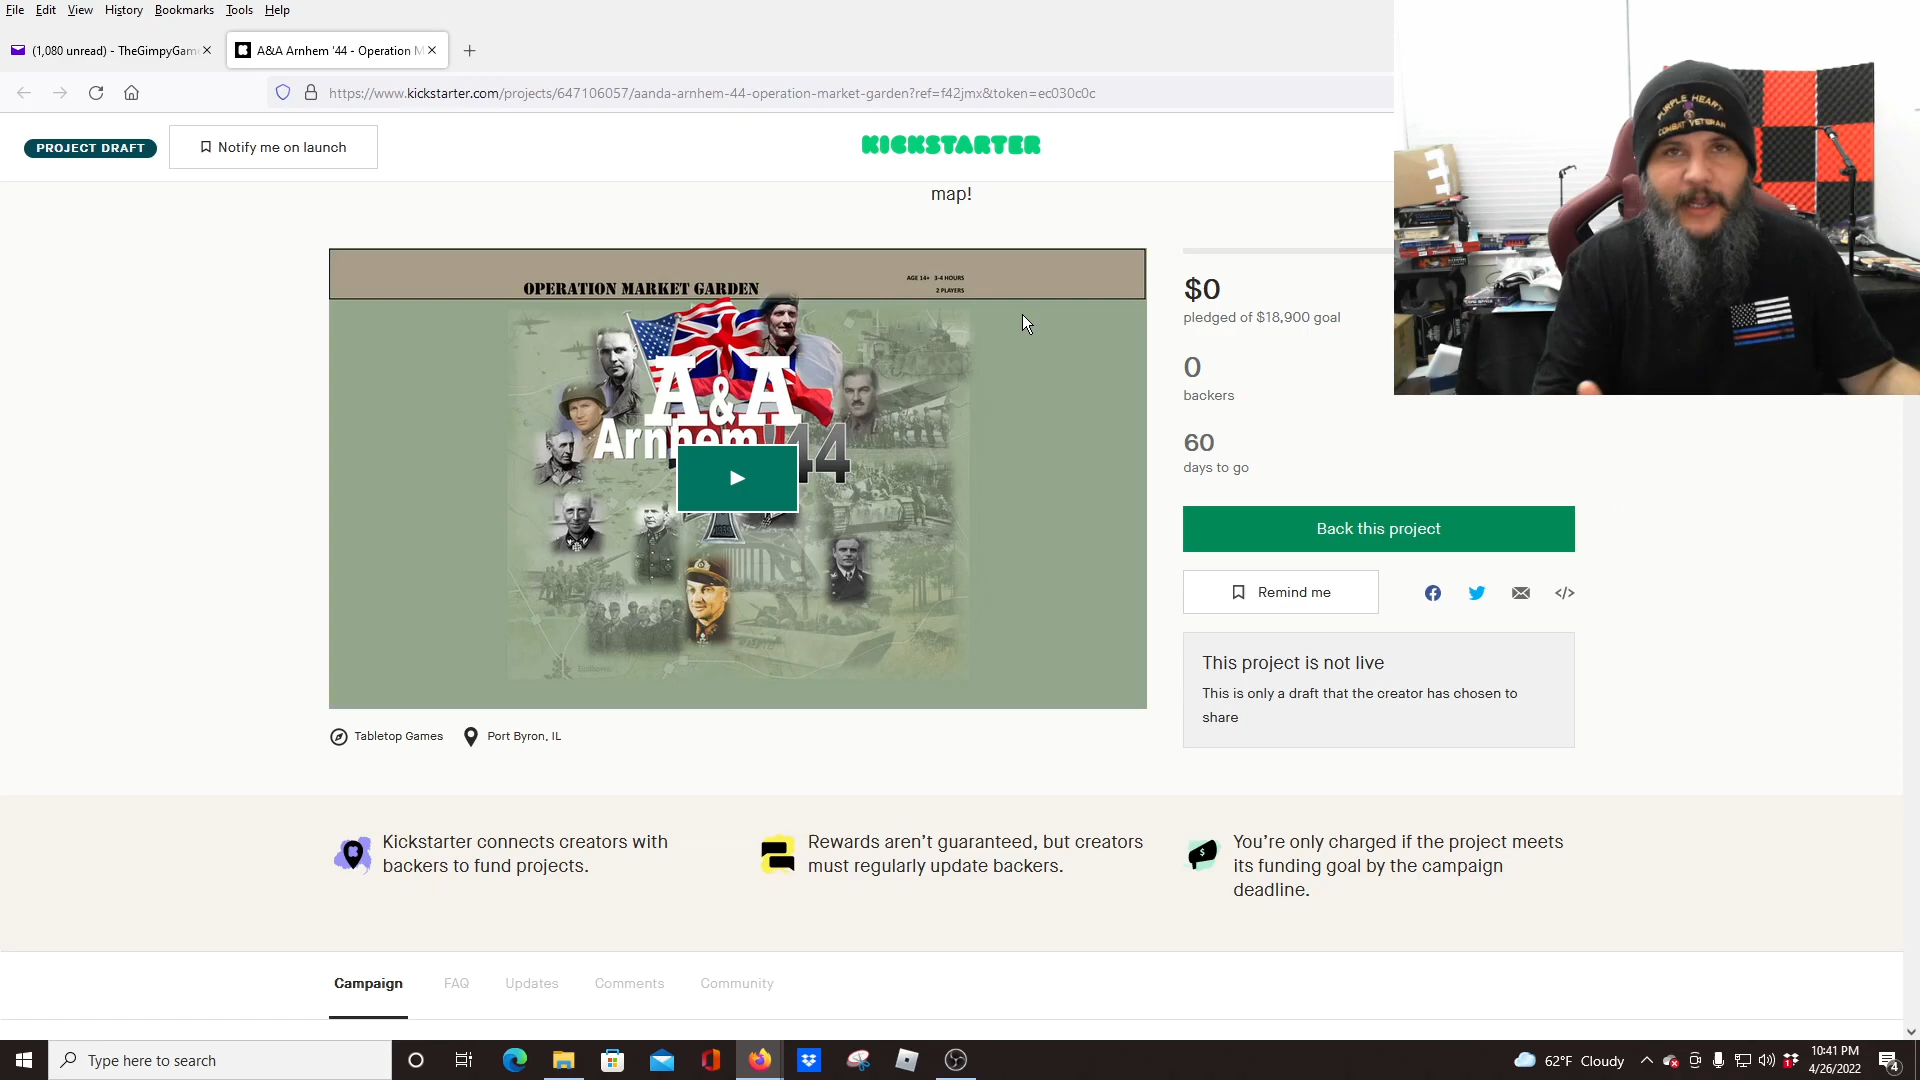 File Edit View History Bookmarks Tools Help
(1,080 unread) - TheGimpyGam
A&A Arnhem '44 - Operation M
https://www.kickstarter.com/projects/647106057/aanda-arnhem-44-operation-market-garden?ref=f42jmx&token=ec030c0c
PROJECT DRAFT
Notify me on launch
KICKSTARTER
map!
PURPLE HEART
COMBAT VETERAN
OPERATION MARKET GARDEN
AGE 14+ 3-4 HOURS
2 PLAYERS
A&A
Arnhem '44
$0
pledged of $18,900 goal
0
backers
60
days to go
Back this project
Remind me
This project is not live
This is only a draft that the creator has chosen to
share
Tabletop Games
Port Byron, IL
Kickstarter connects creators with
backers to fund projects.
Rewards aren't guaranteed, but creators
must regularly update backers.
You're only charged if the project meets
its funding goal by the campaign
deadline.
Campaign FAQ Updates Comments Community
Type here to search
62°F Cloudy
10:41 PM
4/26/2022
4